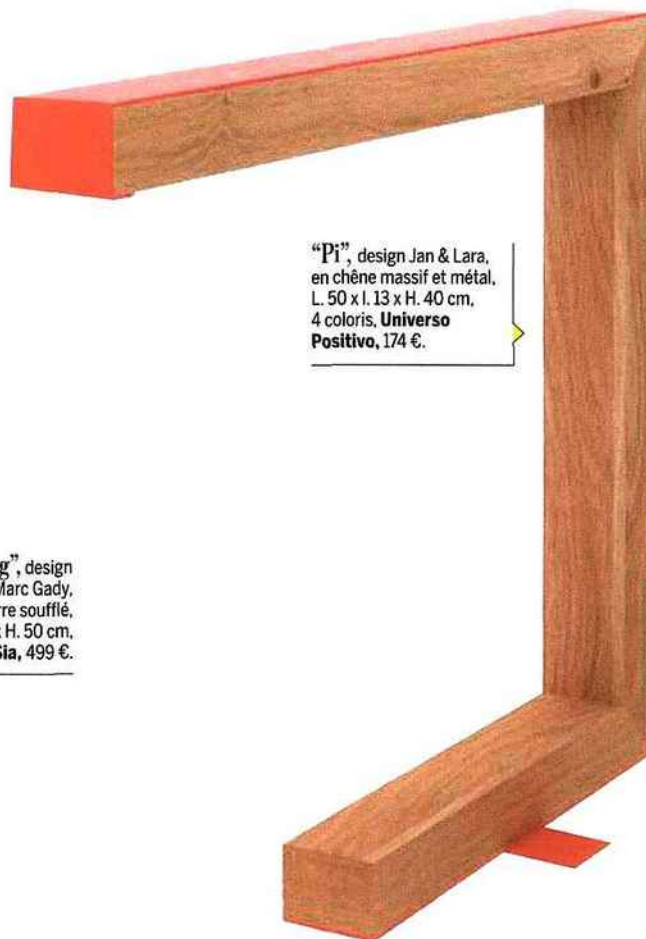 “Pi”, design Jan & Lara,
en chêne massif et métal,
L. 50 x l. 13 x H. 40 cm,
4 coloris, Universo
Positivo, 174 €.
design
Marc Gady,
soufflé,
x H. 50 cm,
Sia, 499 €.